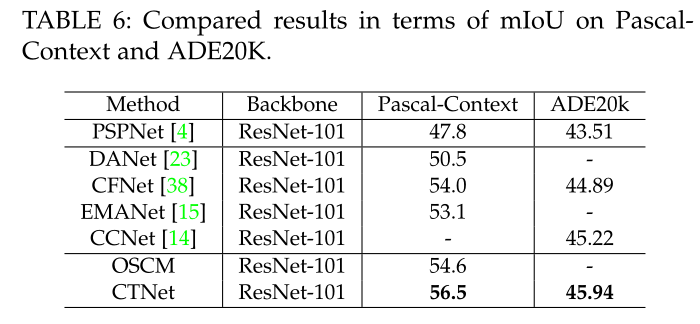 TABLE 6: Compared results in terms of mIoU on Pascal-
Context and ADE20K.
Method Backbone Pascal-Context ADE20k
PSPNet [4] ResNet-101 47.8 43.51
DANet [23] ResNet-101 50.5 -
CFNet [38] ResNet-101 54.0 44.89
EMANet [15] ResNet-101 53.1 -
CCNet [14] ResNet-101 - 45.22
OSCM ResNet-101 54.6 -
CTNet ResNet-101 56.5 45.94